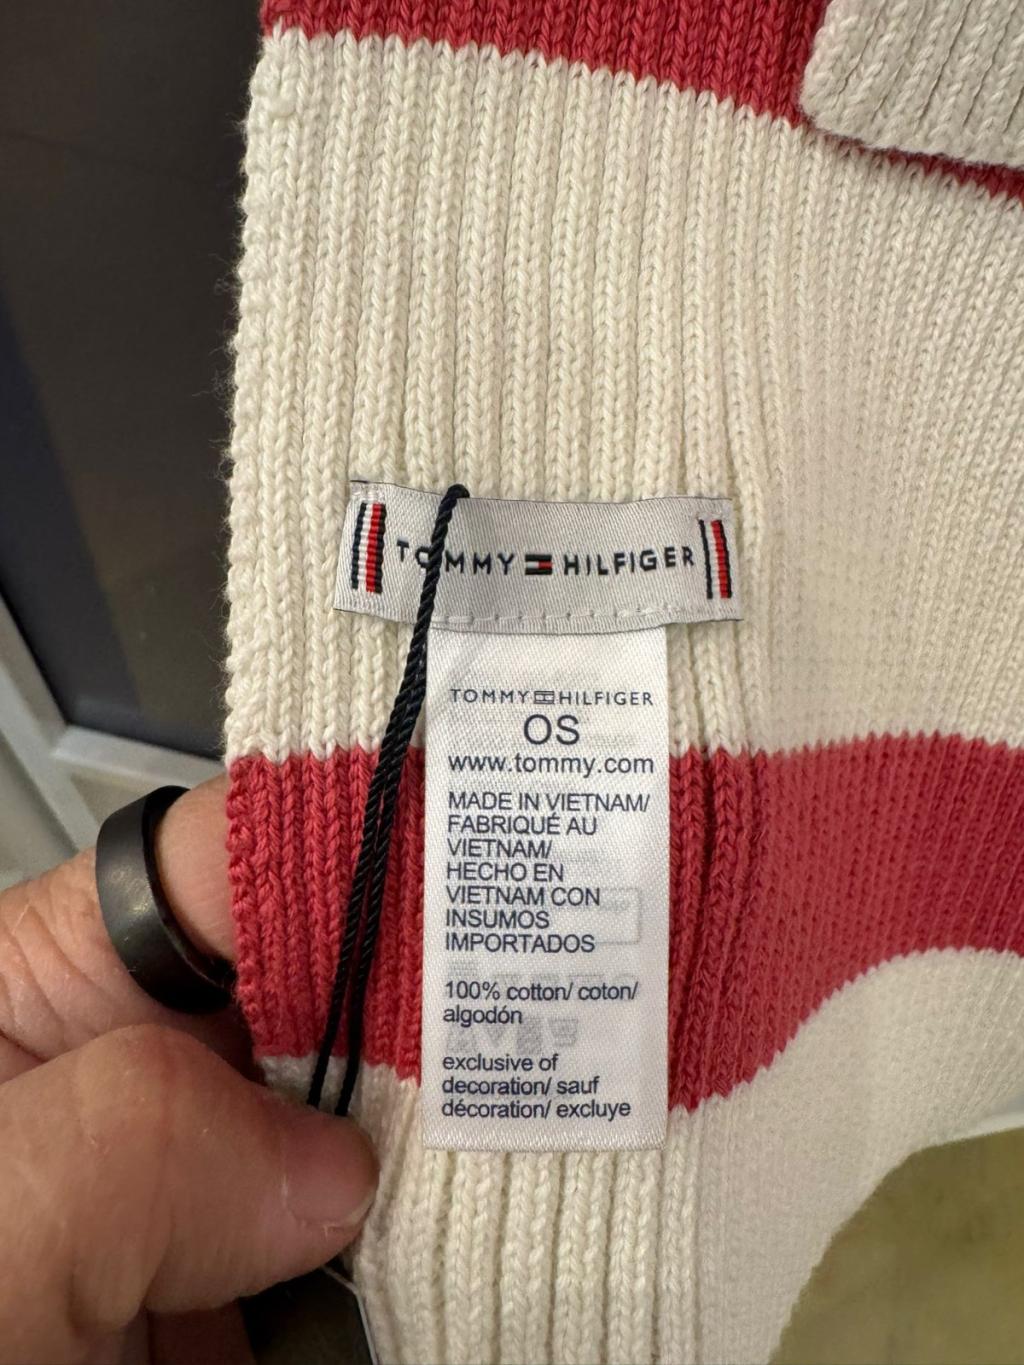 TOMMY HILFIGER
TOMMY HILFIGER
OS
www.tommy.com
MADE IN VIETNAM/
FABRIQUÉ AU
VIETNAM/
HECHO EN
VIETNAM CON
INSUMOS
IMPORTADOS
100% cotton/ coton/
algodón
exclusive of
decoration/ sauf
décoration/ excluye